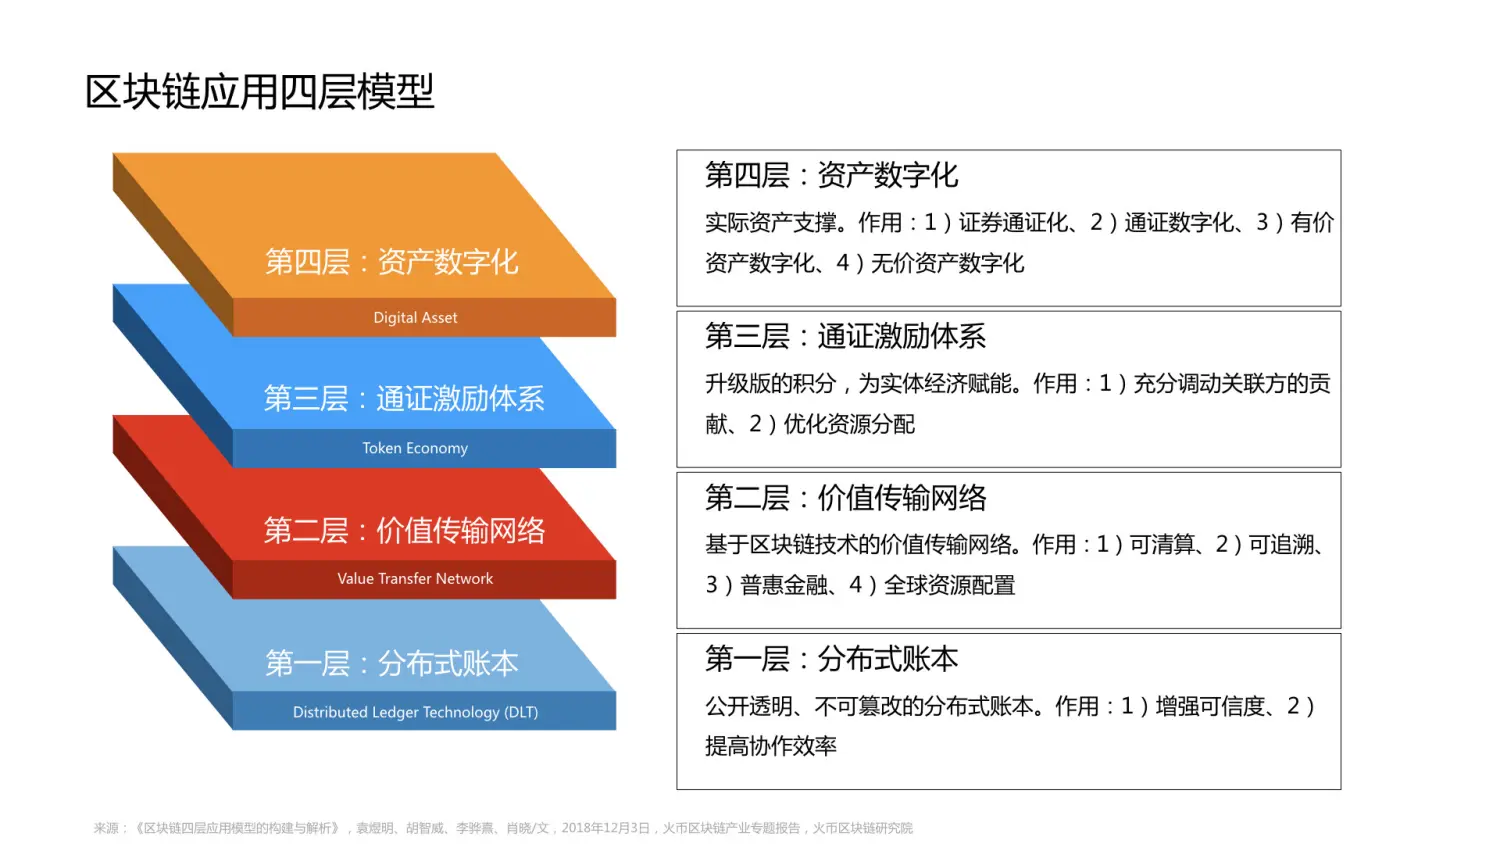 区块链应用四层模型
第四层：资产数字化
Digital Asset
第三层：通证激励体系
Token Economy
第二层：价值传输网络
Value Transfer Network
第一层：分布式账本
Distributed Ledger Technology (DLT)
第四层：资产数字化
实际资产支撑。作用：1）证券通证化、2）通证数字化、3）有价
资产数字化、4）无价资产数字化
第三层：通证激励体系
升级版的积分，为实体经济赋能。作用：1）充分调动关联方的贡
献、2）优化资源分配
第二层：价值传输网络
基于区块链技术的价值传输网络。作用：1）可清算、2）可追溯、
3）普惠金融、4）全球资源配置
第一层：分布式账本
公开透明、不可篡改的分布式账本。作用：1）增强可信度、2）
提高协作效率
来源：《区块链四层应用模型的构建与解析》，袁煜明、胡智威、李骅熹、肖晓/文，2018年12月3日，火币区块链产业专题报告，火币区块链研究院